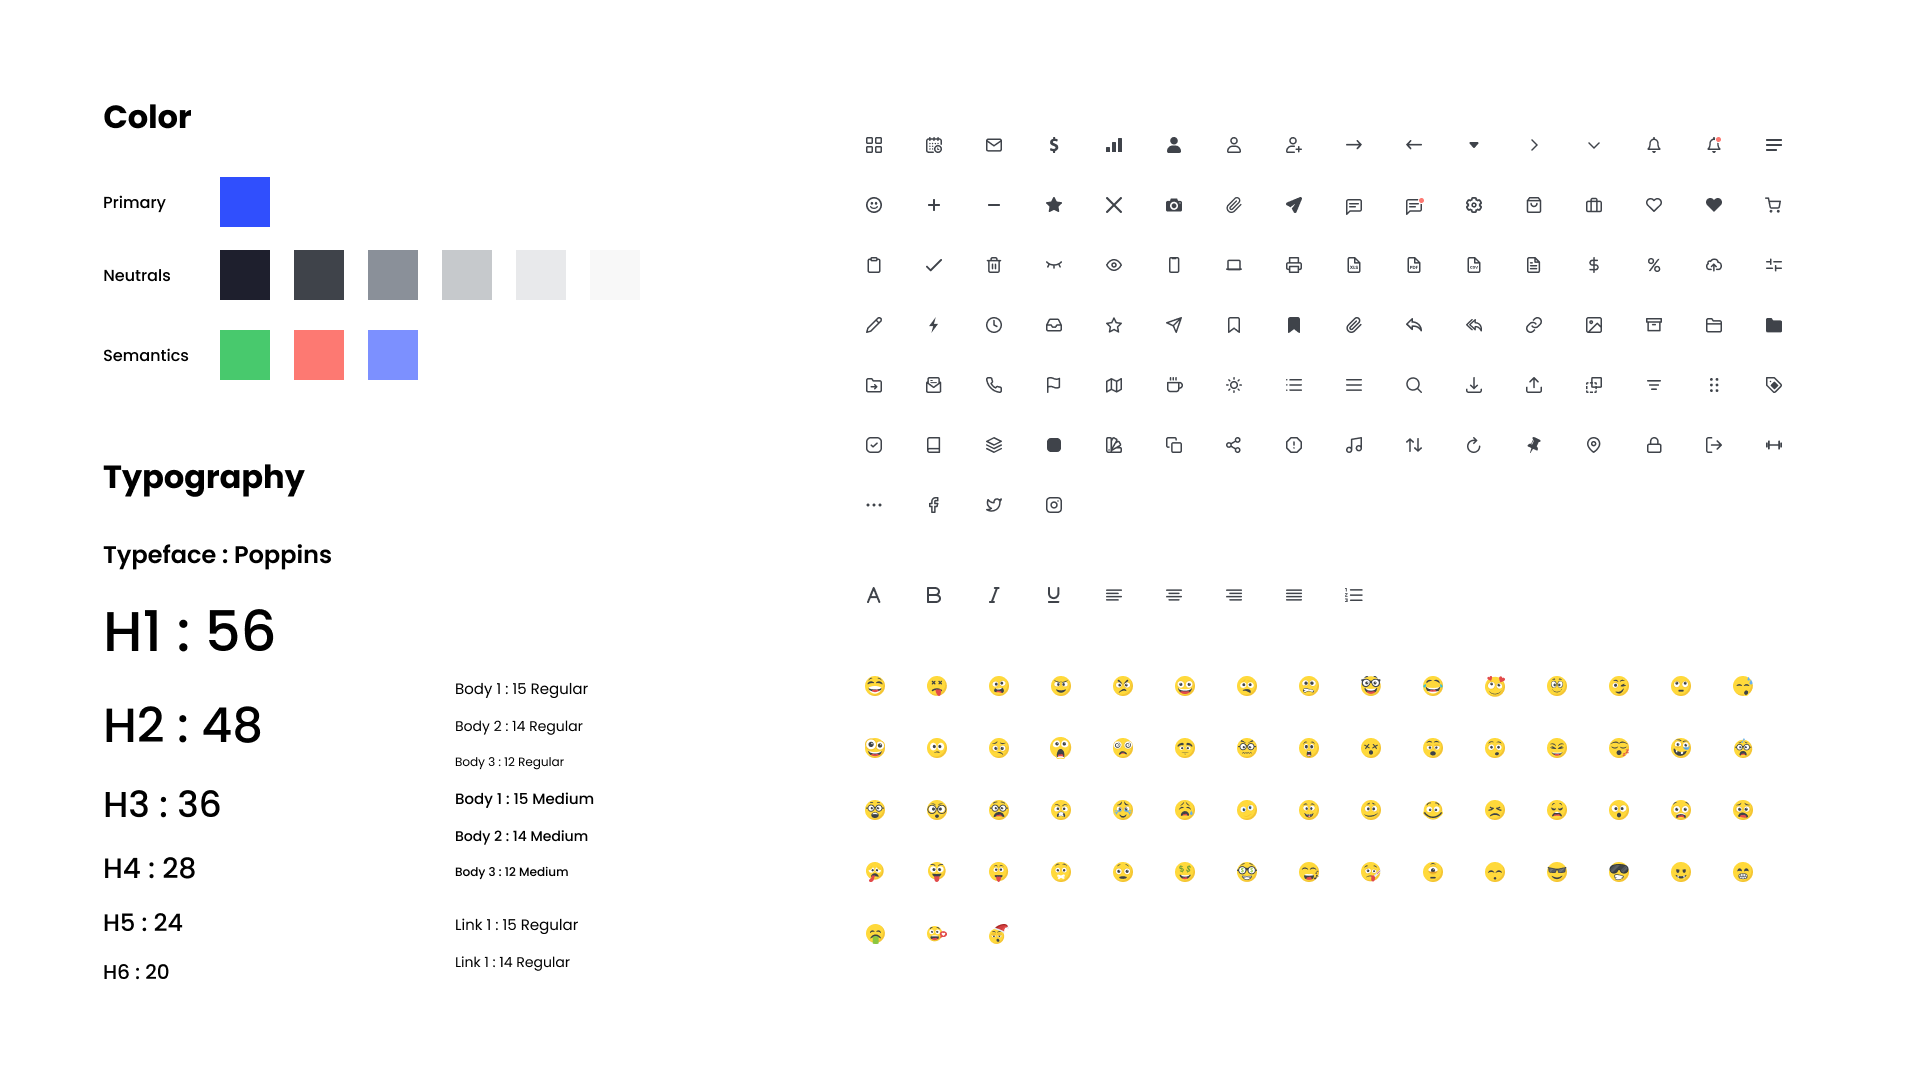 Color
Primary
Neutrals
Semantics
Typography
Typeface : Poppins
H1 : 56
H2 : 48
H3 : 36
H4 : 28
H5 : 24
H6 : 20
Body 1 : 15 Regular
Body 2 : 14 Regular
Body 3 : 12 Regular
Body 1 : 15 Medium
Body 2 : 14 Medium
Body 3 : 12 Medium
Link 1 : 15 Regular
Link 1 : 14 Regular